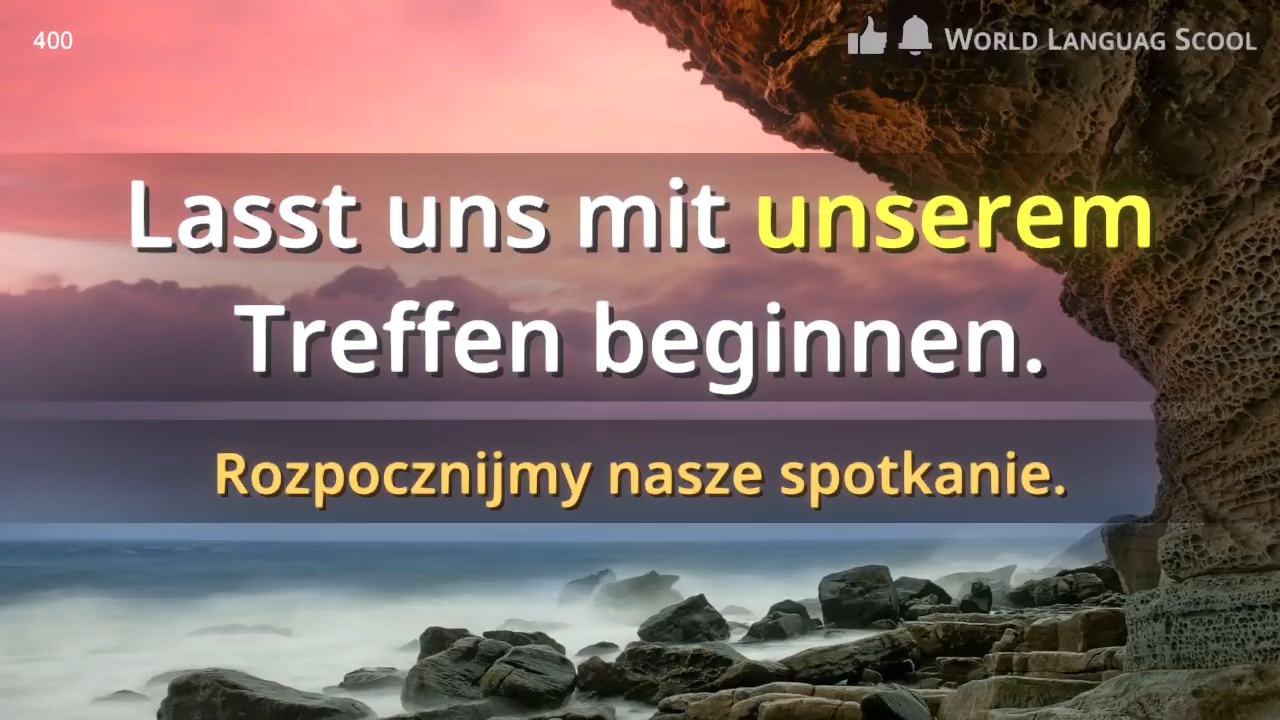 400
WORLD LANGUAG SCOOL
Lasst uns mit unserem
Treffen beginnen.
Rozpocznijmy nasze spotkanie.